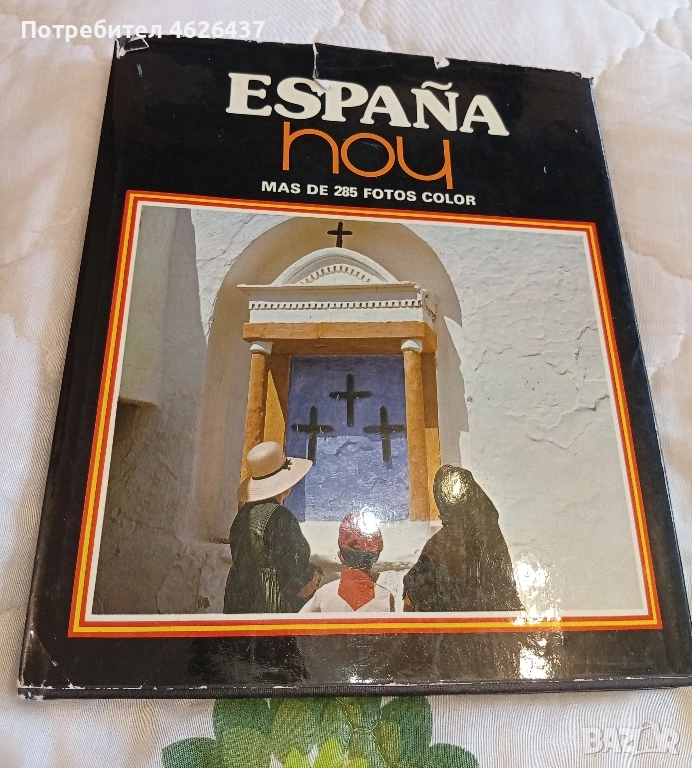 Потребител 4626437
ESPAÑA
hoy
MAS DE 285 FOTOS COLOR
BAZAR